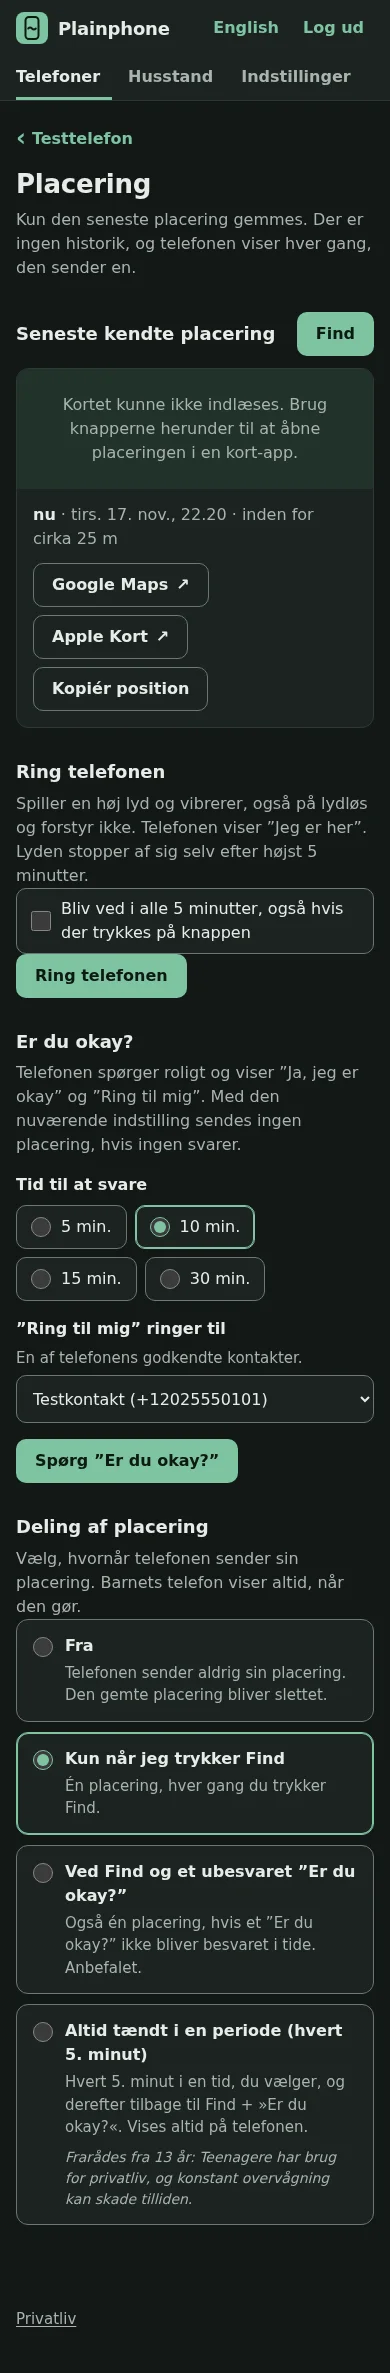 Plainphone
English
Log ud
Telefoner
Husstand
Indstillinger
‹ Testtelefon
Placering
Kun den seneste placering gemmes. Der er
ingen historik, og telefonen viser hver gang,
den sender en.
Seneste kendte placering
Find
Kortet kunne ikke indlæses. Brug
knapperne herunder til at åbne
placeringen i en kort-app.
nu · tirs. 17. nov., 22.20 · inden for
cirka 25 m
Google Maps ↗
Apple Kort ↗
Kopiér position
Ring telefonen
Spiller en høj lyd og vibrerer, også på lydløs
og forstyr ikke. Telefonen viser ”Jeg er her”.
Lyden stopper af sig selv efter højst 5
minutter.
Bliv ved i alle 5 minutter, også hvis
der trykkes på knappen
Ring telefonen
Er du okay?
Telefonen spørger roligt og viser ”Ja, jeg er
okay” og ”Ring til mig”. Med den
nuværende indstilling sendes ingen
placering, hvis ingen svarer.
Tid til at svare
5 min.
10 min.
15 min.
30 min.
”Ring til mig” ringer til
En af telefonens godkendte kontakter.
Testkontakt (+12025550101)
Spørg ”Er du okay?”
Deling af placering
Vælg, hvornår telefonen sender sin
placering. Barnets telefon viser altid, når
den gør.
Fra
Telefonen sender aldrig sin placering.
Den gemte placering bliver slettet.
Kun når jeg trykker Find
Én placering, hver gang du trykker
Find.
Ved Find og et ubesvaret ”Er du
okay?”
Også én placering, hvis et ”Er du
okay?” ikke bliver besvaret i tide.
Anbefalet.
Altid tændt i en periode (hvert
5. minut)
Hvert 5. minut i en tid, du vælger, og
derefter tilbage til Find + »Er du
okay?«. Vises altid på telefonen.
Frarådes fra 13 år: Teenagere har brug
for privatliv, og konstant overvågning
kan skade tilliden.
Privatliv